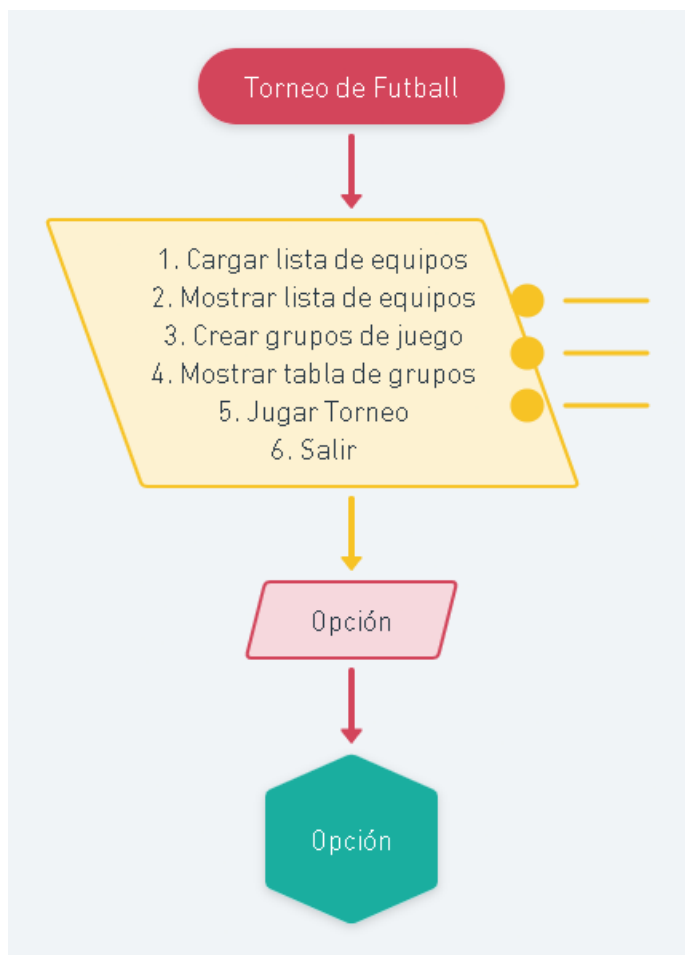 Torneo de Futball
1. Cargar lista de equipos
2. Mostrar lista de equipos
3. Crear grupos de juego
4. Mostrar tabla de grupos
5. Jugar Torneo
6. Salir
Opción
Opción